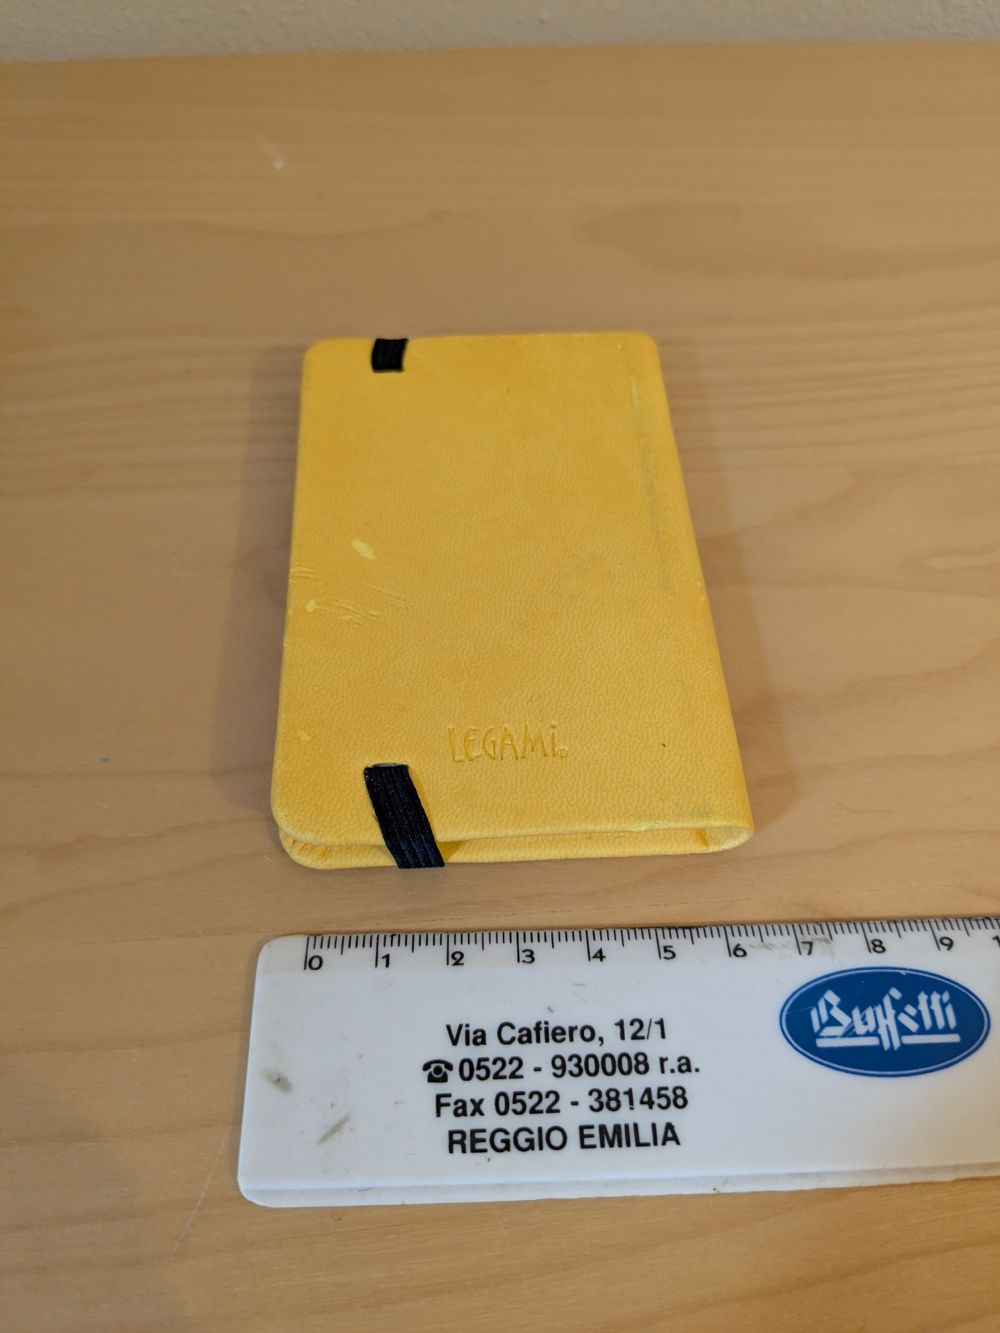 LEGAMI®
0 1 2 3 4 5 6 7 8 9
Buffetti
Via Cafiero, 12/1
☎ 0522 - 930008 r.a.
Fax 0522 - 381458
REGGIO EMILIA